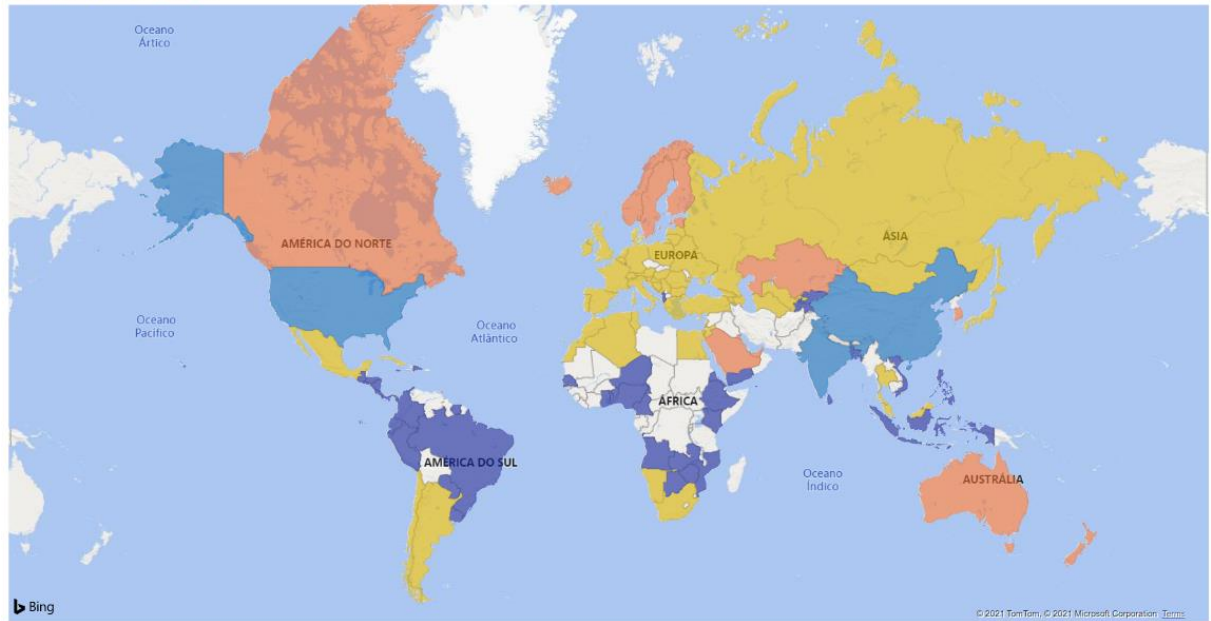 Oceano
Ártico
AMÉRICA DO NORTE
EUROPA
ÁSIA
Oceano
Pacífico
Oceano
Atlântico
ÁFRICA
AMÉRICA DO SUL
Oceano
Índico
AUSTRÁLIA
Bing
© 2021 TomTom, © 2021 Microsoft Corporation Terms